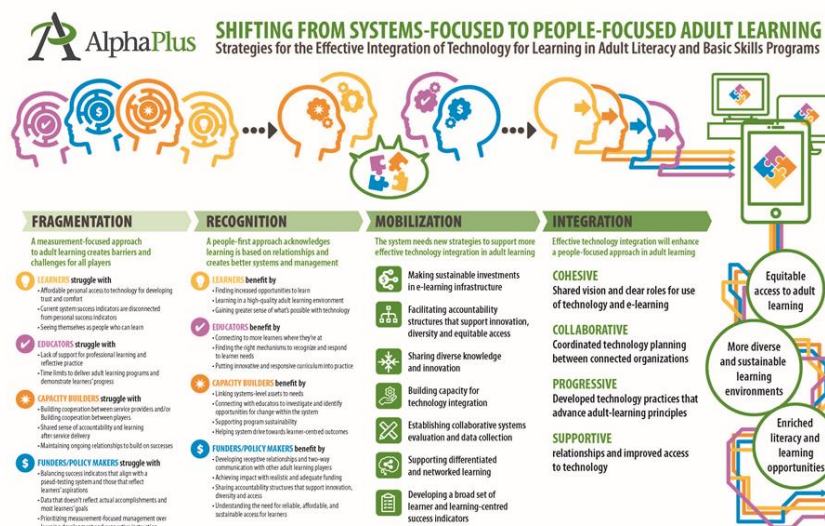 AlphaPlus
SHIFTING FROM SYSTEMS-FOCUSED TO PEOPLE-FOCUSED ADULT LEARNING
Strategies for the Effective Integration of Technology for Learning in Adult Literacy and Basic Skills Programs
FRAGMENTATION
A measurement-focused approach
to adult learning creates barriers and
challenges for all players
LEARNERS struggle with
• Affordable personal access to technology for developing
trust and comfort
• Current system success indicators are disconnected
from personal success indicators
• Seeing themselves as people who can learn
EDUCATORS struggle with
• Lack of support for professional learning and
reflective practice
• Time limits to deliver adult learning programs and
demonstrate learners' progress
CAPACITY BUILDERS struggle with
• Building cooperation between service providers and/or
Building cooperation between players
• Shared sense of accountability and learning
after service delivery
• Maintaining ongoing relationships to build on successes
FUNDERS/POLICY MAKERS struggle with
• Balancing success indicators that align with a
pseudo-testing system and those that reflect
learners' aspirations
• Data that doesn't reflect actual accomplishments and
most learners' goals
• Prioritizing measurement-focused management over
RECOGNITION
A people-first approach acknowledges
learning is based on relationships and
creates better systems and management
LEARNERS benefit by
• Finding increased opportunities to learn
• Learning in a high-quality adult learning environment
• Gaining greater sense of what's possible with technology
EDUCATORS benefit by
• Connecting to more learners where they're at
• Finding the right mechanisms to recognize and respond
to learner needs
• Putting innovative and responsive curriculum into practice
CAPACITY BUILDERS benefit by
• Linking systems-level assets to needs
• Connecting with educators to investigate and identify
opportunities for change within the system
• Supporting program sustainability
• Helping system drive towards learner-centred outcomes
FUNDERS/POLICY MAKERS benefit by
• Developing receptive relationships and two-way
communication with other adult learning players
• Achieving impact with realistic and adequate funding
• Sharing accountability structures that support innovation,
diversity and access
• Understanding the need for reliable, affordable, and
sustainable access for learners
MOBILIZATION
The system needs new strategies to support more
effective technology integration in adult learning
Making sustainable investments
in e-learning infrastructure
Facilitating accountability
structures that support innovation,
diversity and equitable access
Sharing diverse knowledge
and innovation
Building capacity for
technology integration
Establishing collaborative systems
evaluation and data collection
Supporting differentiated
and networked learning
Developing a broad set of
learner and learning-centred
success indicators
INTEGRATION
Effective technology integration will enhance
a people-focused approach in adult learning
COHESIVE
Shared vision and clear roles for use
of technology and e-learning
COLLABORATIVE
Coordinated technology planning
between connected organizations
PROGRESSIVE
Developed technology practices that
advance adult-learning principles
SUPPORTIVE
relationships and improved access
to technology
Equitable
access to adult
learning
More diverse
and sustainable
learning
environments
Enriched
literacy and
learning
opportunities